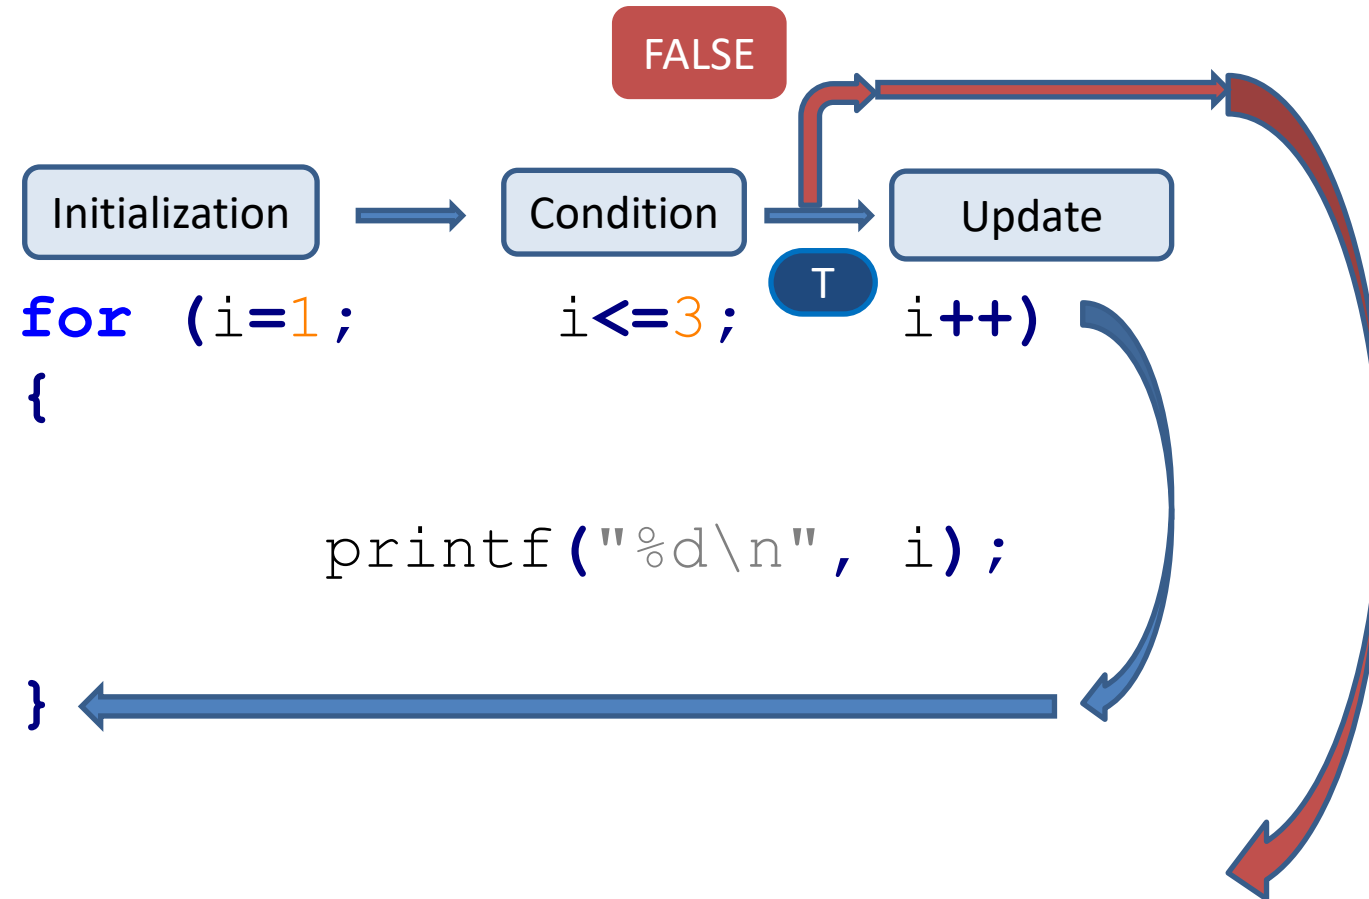 FALSE
Initialization Condition Update
T
for (i=1; i<=3; i++)
{
printf("%d\n", i);
}